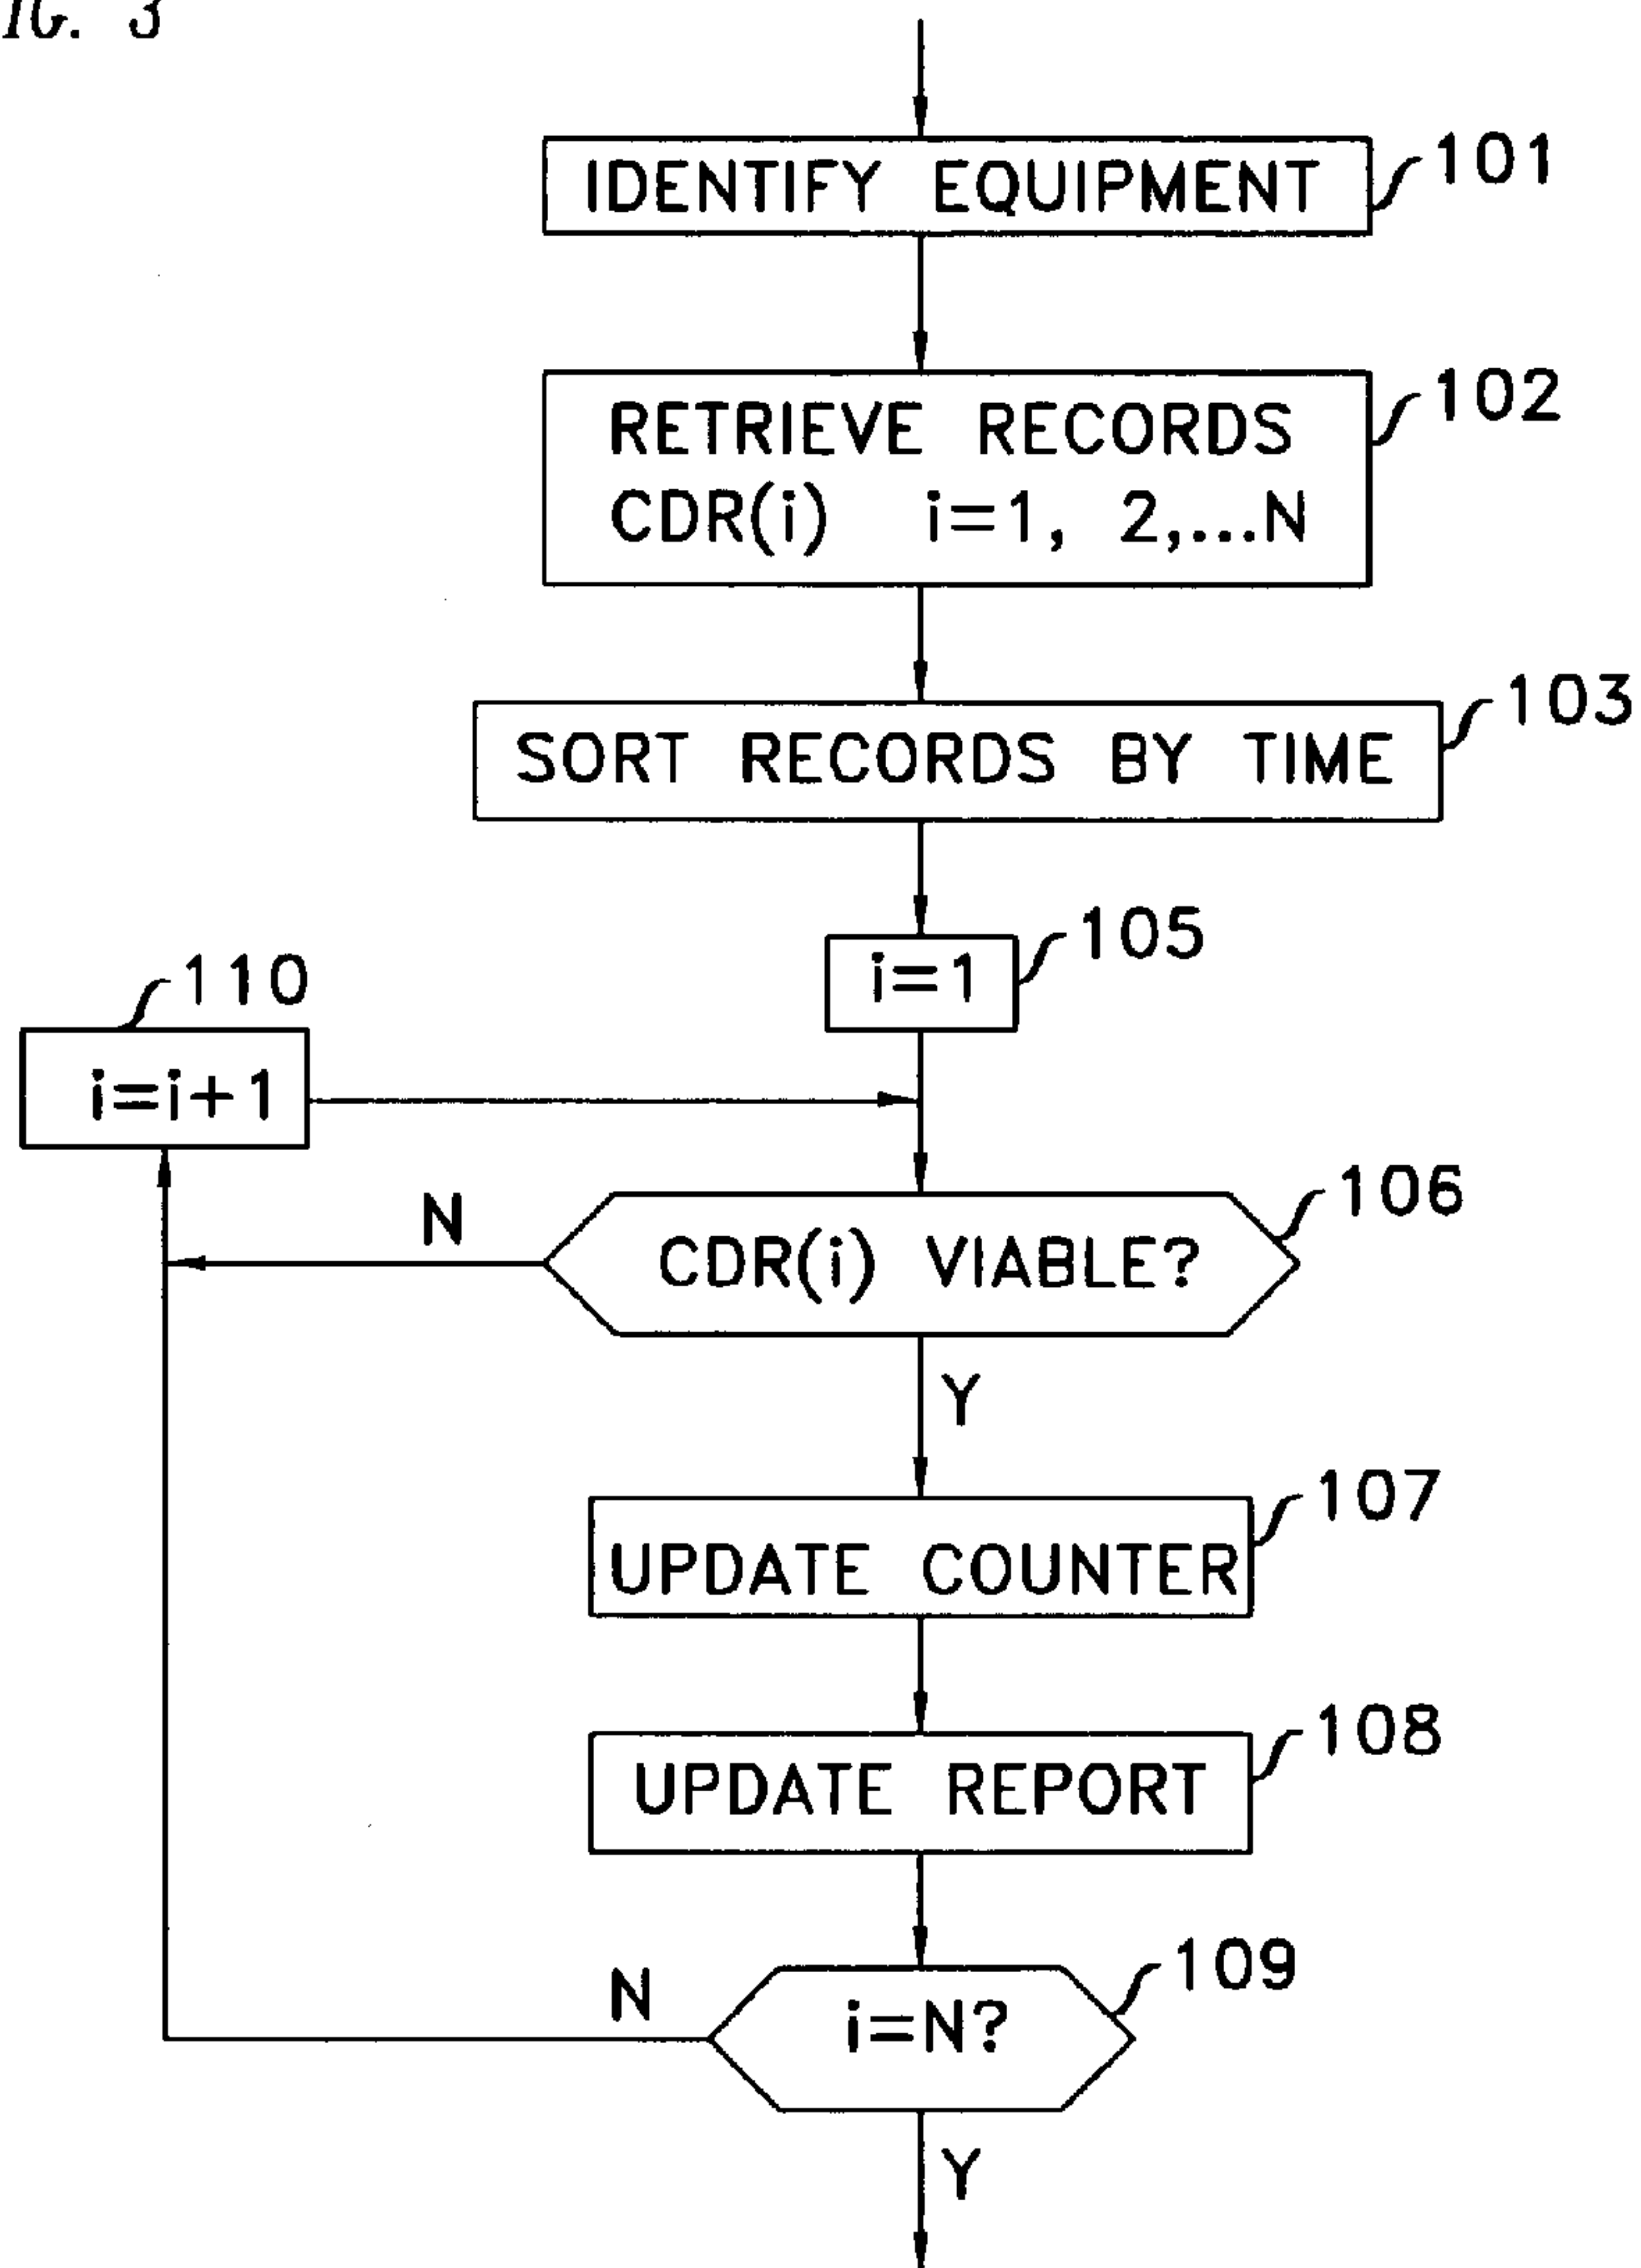 IG. 3
IDENTIFY EQUIPMENT
101
RETRIEVE RECORDS
CDR(i) i=1, 2,...N
102
SORT RECORDS BY TIME
103
i=1
105
110
i=i+1
N
CDR(i) VIABLE?
106
Y
UPDATE COUNTER
107
UPDATE REPORT
108
N
i=N?
109
Y